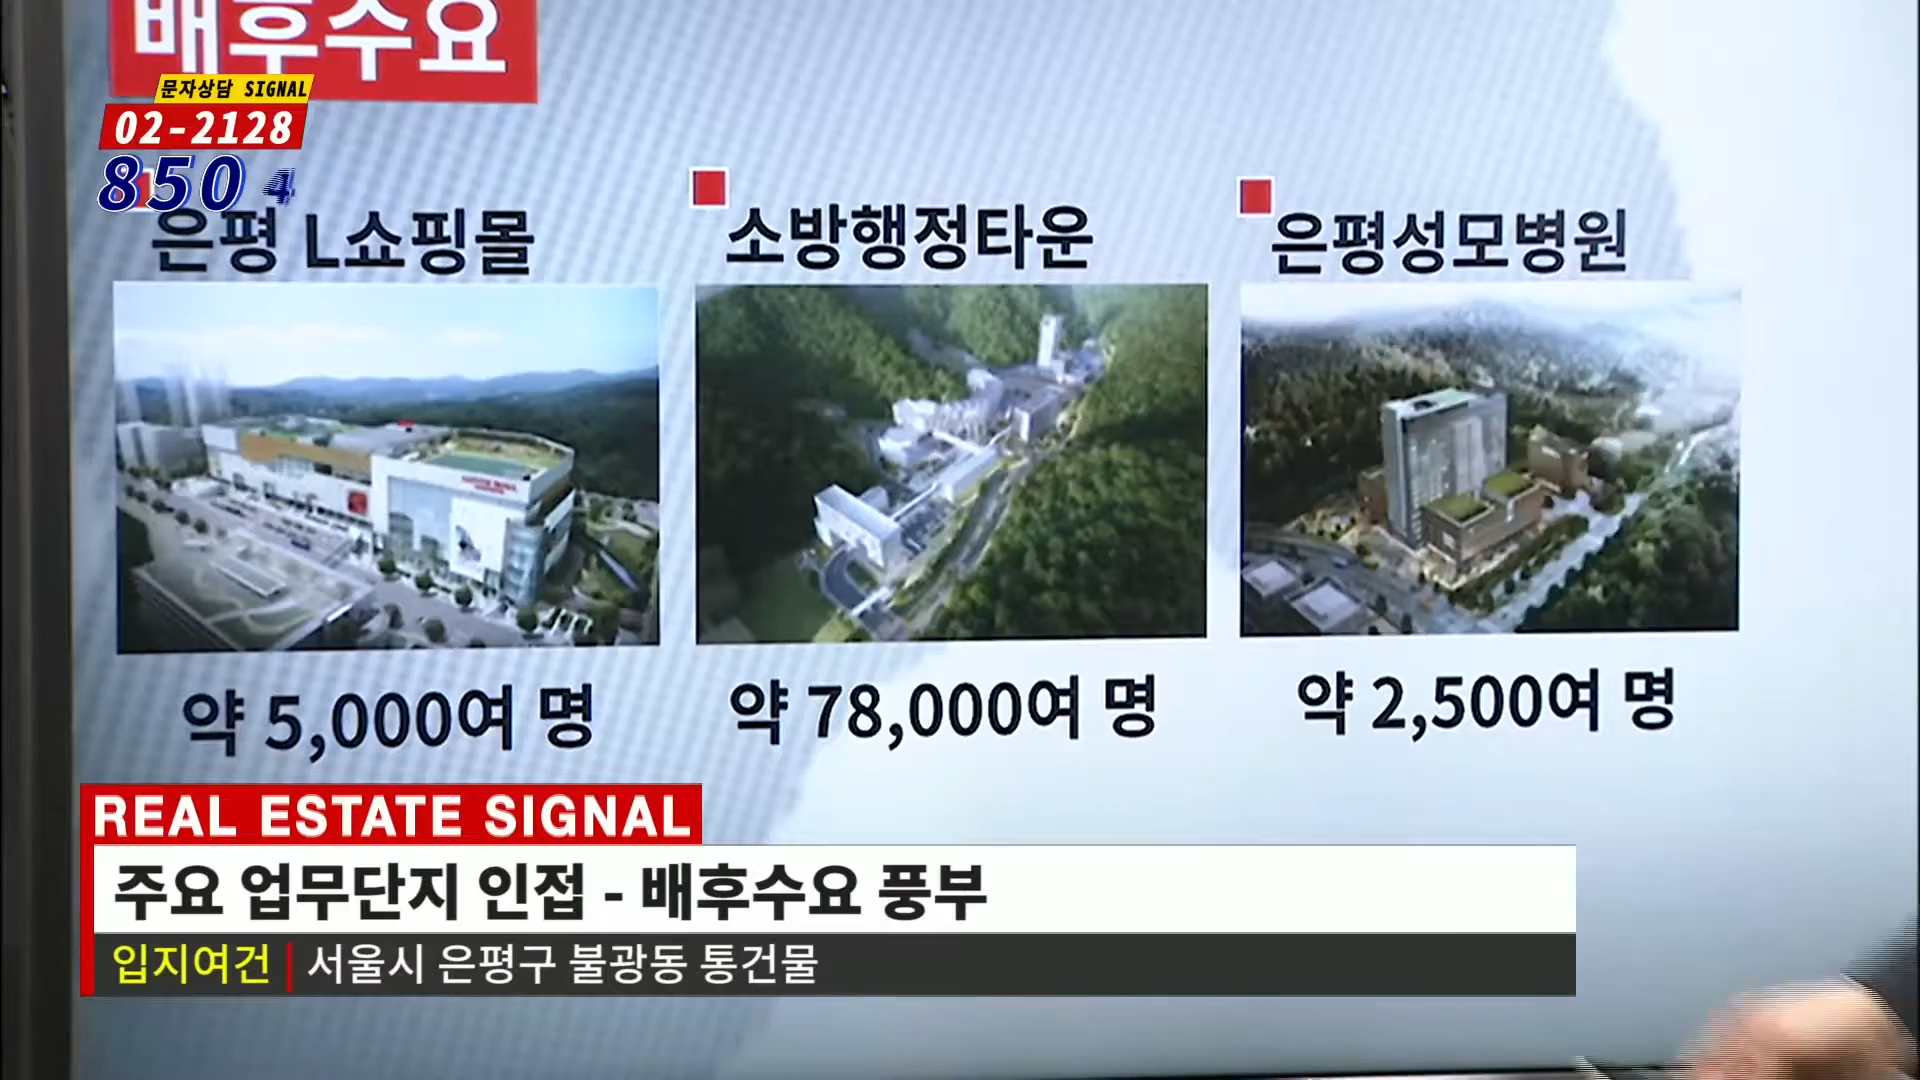 배후수요
문자상담 SIGNAL
02-2128
850 4
은평 L쇼핑몰
소방행정타운
은평성모병원
약 5,000여 명
약 78,000여 명
약 2,500여 명
REAL ESTATE SIGNAL
주요 업무단지 인접 - 배후수요 풍부
입지여건 | 서울시 은평구 불광동 통건물